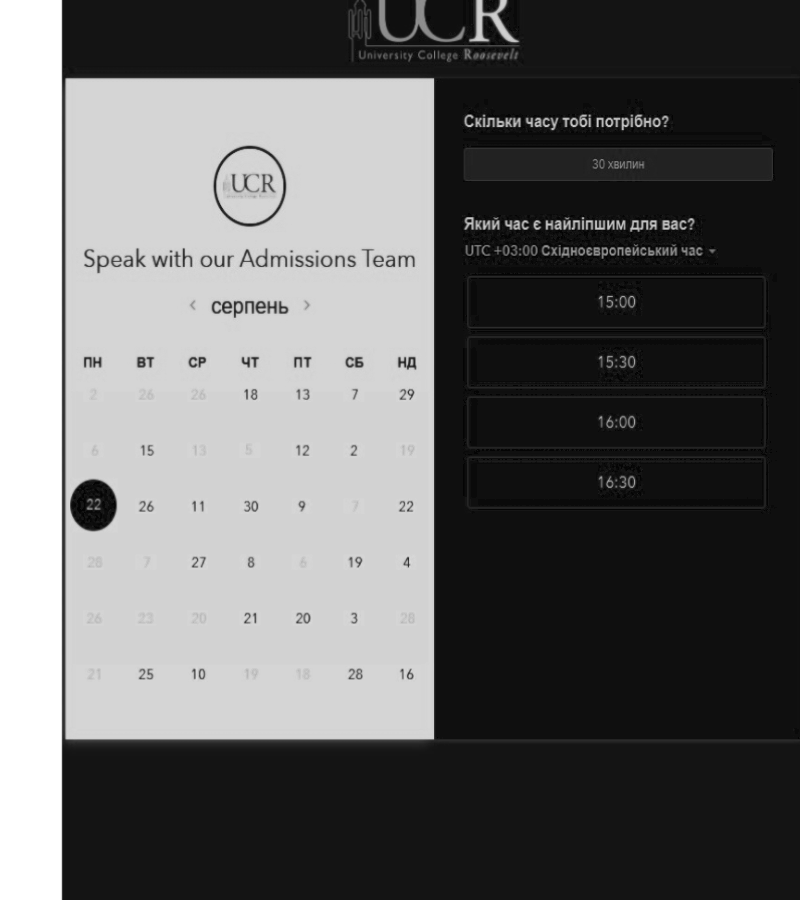 UCR
University College Roosevelt
UCR
Speak with our Admissions Team
‹ серпень ›
ПН ВТ СР ЧТ ПТ СБ НД
2 26 26 18 13 7 29
6 15 13 5 12 2 19
22 26 11 30 9 7 22
28 7 27 8 6 19 4
26 23 20 21 20 3 28
21 25 10 19 18 28 16
Скільки часу тобі потрібно?
30 хвилин
Який час є найліпшим для вас?
UTC +03:00 Східноєвропейський час
15:00
15:30
16:00
16:30